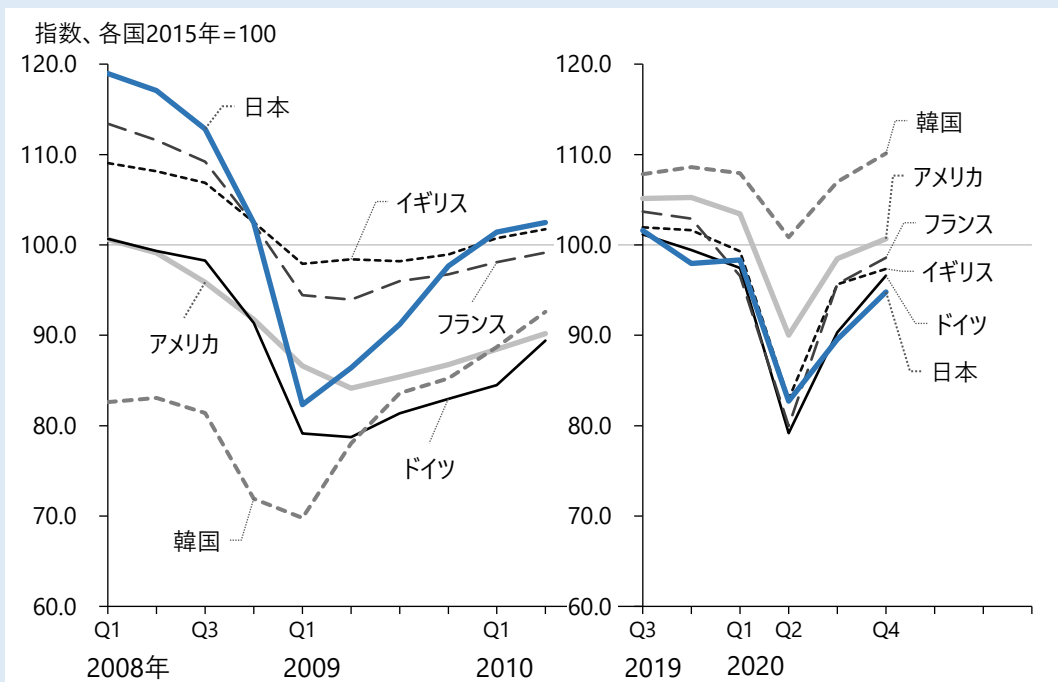 指数、各国2015年=100
120.0
110.0
100.0
90.0
80.0
70.0
60.0
日本
イギリス
アメリカ
フランス
ドイツ
韓国
Q1
Q3
Q1
Q1
2008年
2009
2010
120.0
110.0
100.0
90.0
80.0
70.0
60.0
韓国
アメリカ
フランス
イギリス
ドイツ
日本
Q3
Q1
Q2
Q4
2019
2020